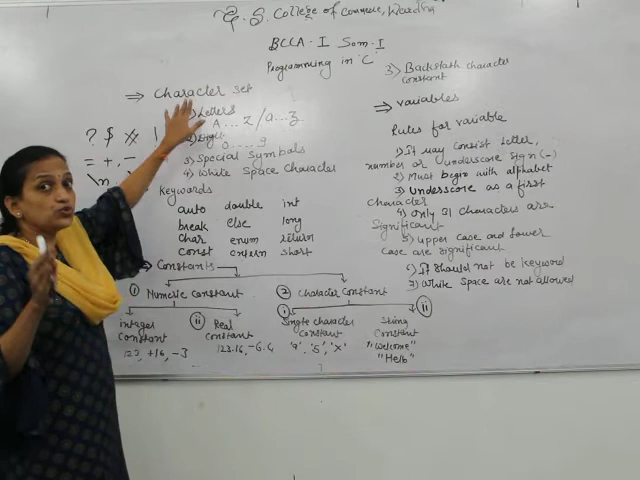 G. S. College of Commerce, Wardha
BCCA-I Sem-I
Programming in 'C'
⇒ Character set
1) Letters
A...Z / a...z
2) Digit
0....9
3) Special Symbols
4) White Space Character
? $
= + , -
\n
Keywords
auto double int
break else long
char enum return
const extern short
⇒ Constants
① Numeric Constant
② Character Constant
integer Constant
123, +16, -3
ii Real Constant
123.16, -6.4
i Single character Constant
'9', '5', 'X'
ii String Constant
"Welcome"
"Hello"
3) Backslash character
constant
⇒ variables
Rules for variable
1) It may consist letter,
number or underscore sign (-)
2) Must begin with alphabet
3) Underscore as a first
Character
4) only 31 characters are
Significant
5) upper case and lower
case are significant
6) It should not be keyword
7) White Space are not allowed